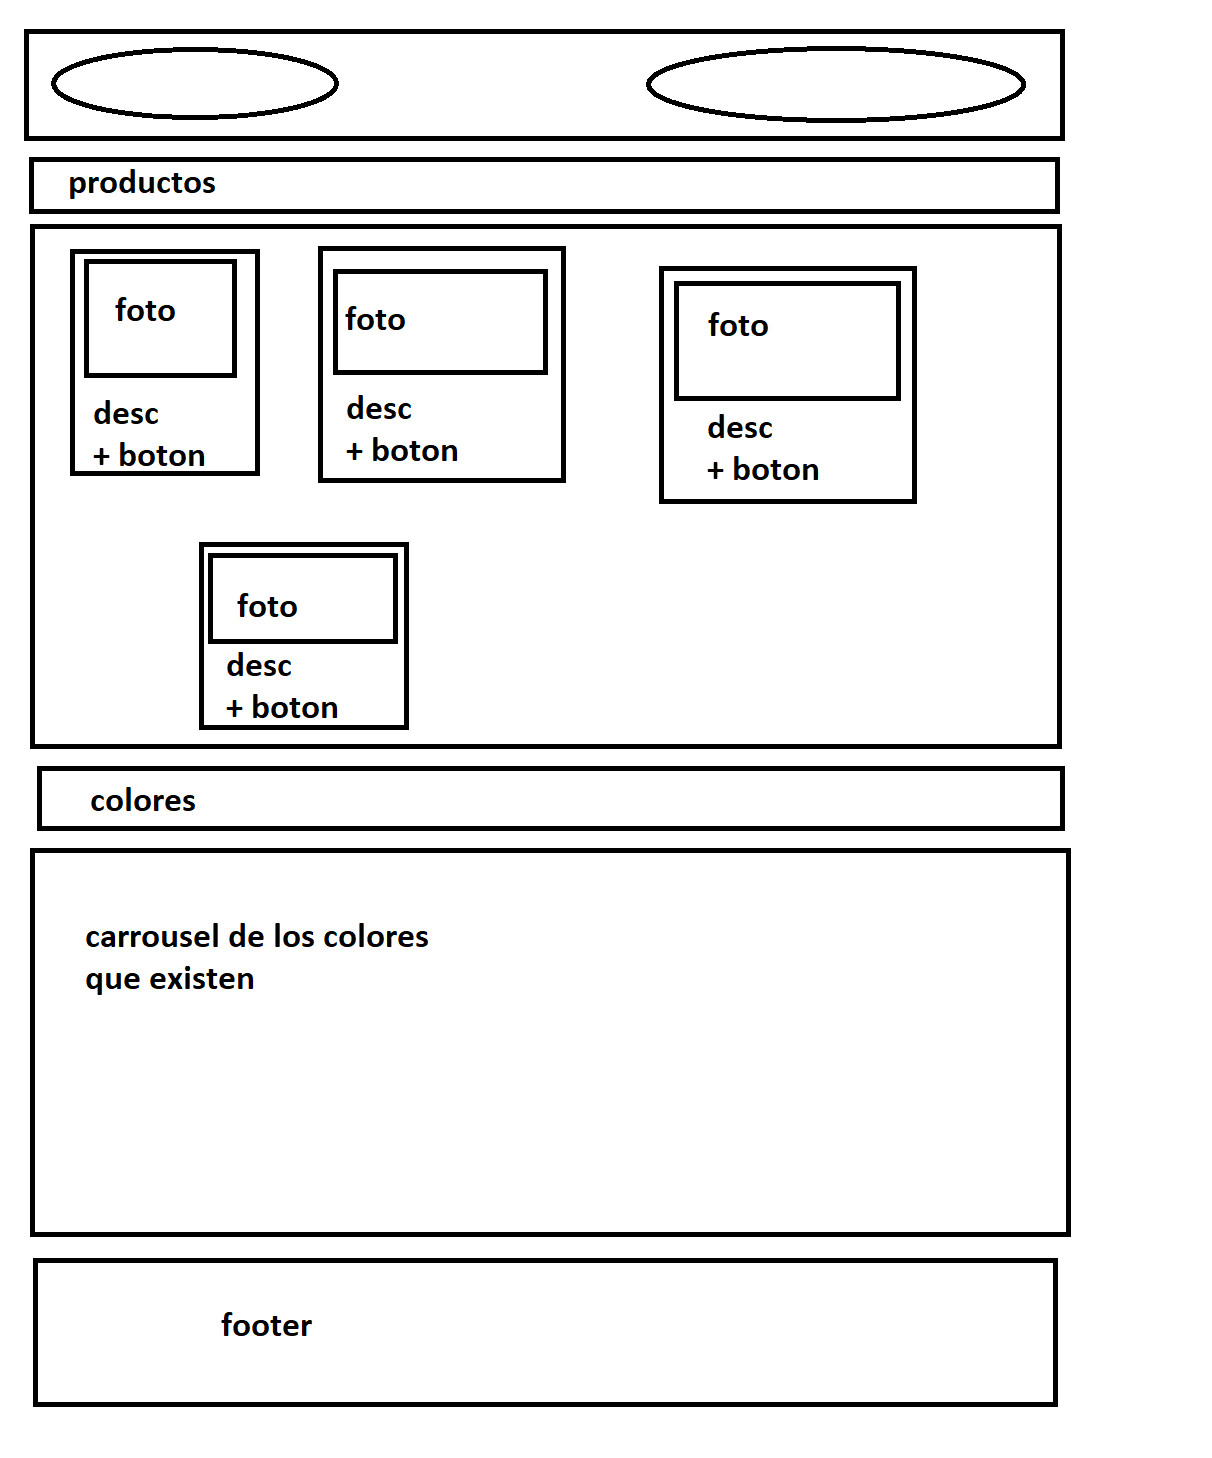 productos
foto
desc
+ boton
foto
desc
+ boton
foto
desc
+ boton
foto
desc
+ boton
colores
carrousel de los colores
que existen
footer